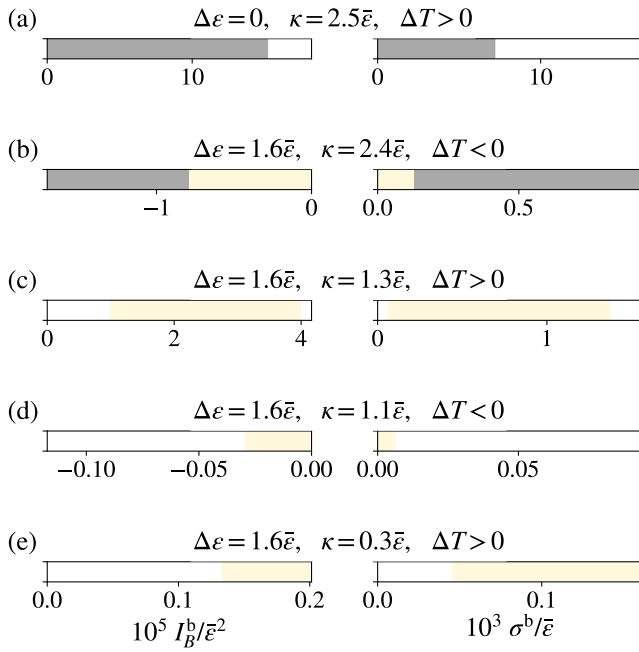 (a) Δε = 0, κ = 2.5ε̄, ΔT > 0
0 10 0 10
(b) Δε = 1.6ε̄, κ = 2.4ε̄, ΔT < 0
−1 0 0.0 0.5
(c) Δε = 1.6ε̄, κ = 1.3ε̄, ΔT > 0
0 2 4 0 1
(d) Δε = 1.6ε̄, κ = 1.1ε̄, ΔT < 0
−0.10 −0.05 0.00 0.00 0.05
(e) Δε = 1.6ε̄, κ = 0.3ε̄, ΔT > 0
0.0 0.1 0.2 0.0 0.1
10⁵ I_B^b/ε̄² 10³ σ^b/ε̄